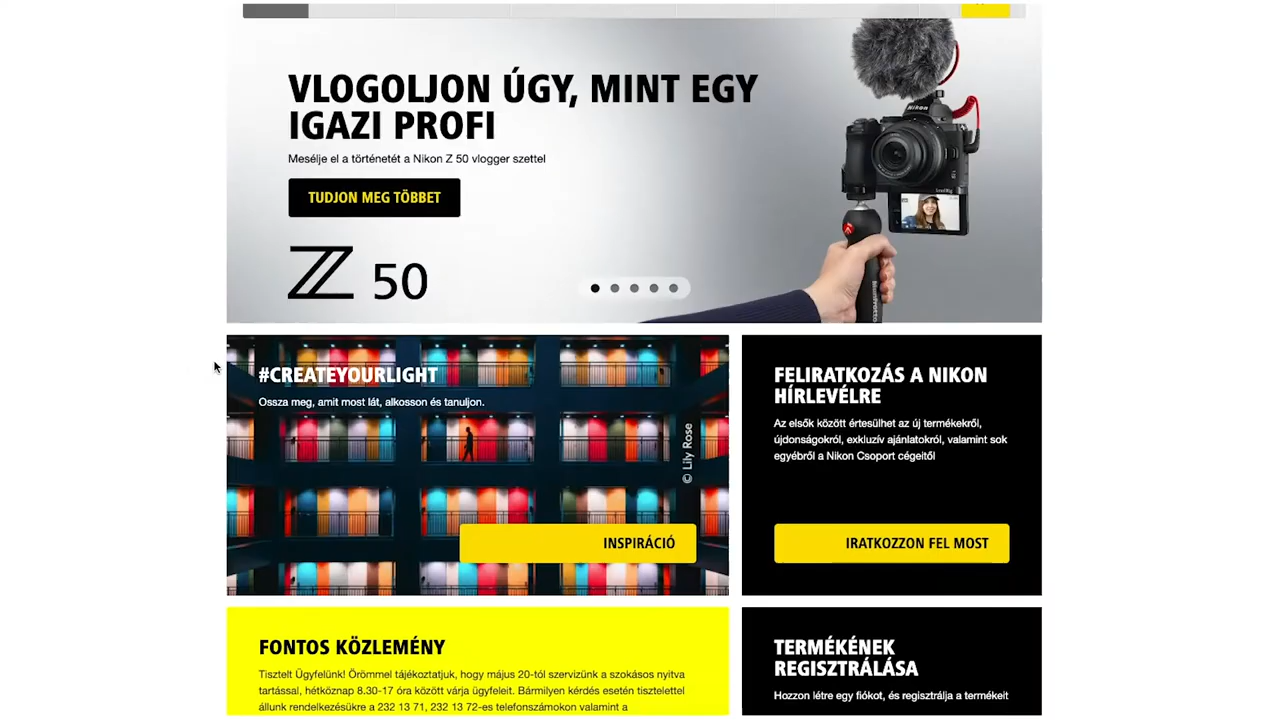 VLOGOLJON ÚGY, MINT EGY
IGAZI PROFI
Mesélje el a történetét a Nikon Z 50 vlogger szettel
TUDJON MEG TÖBBET
Z 50
Nikon
#CREATEYOURLIGHT
Ossza meg, amit most lát, alkosson és tanuljon.
© Lily Rose
INSPIRÁCIÓ
FELIRATKOZÁS A NIKON
HÍRLEVÉLRE
Az elsők között értesülhet az új termékekről,
újdonságokról, exkluzív ajánlatokról, valamint sok
egyébről a Nikon Csoport cégeitől
IRATKOZZON FEL MOST
FONTOS KÖZLEMÉNY
Tisztelt Ügyfelünk! Örömmel tájékoztatjuk, hogy május 20-tól szervizünk a szokásos nyitva
tartással, hétköznap 8.30-17 óra között várja ügyfeleit. Bármilyen kérdés esetén tisztelettel
állunk rendelkezésükre a 232 13 71, 232 13 72-es telefonszámokon valamint a
TERMÉKÉNEK
REGISZTRÁLÁSA
Hozzon létre egy fiókot, és regisztrálja a termékeit